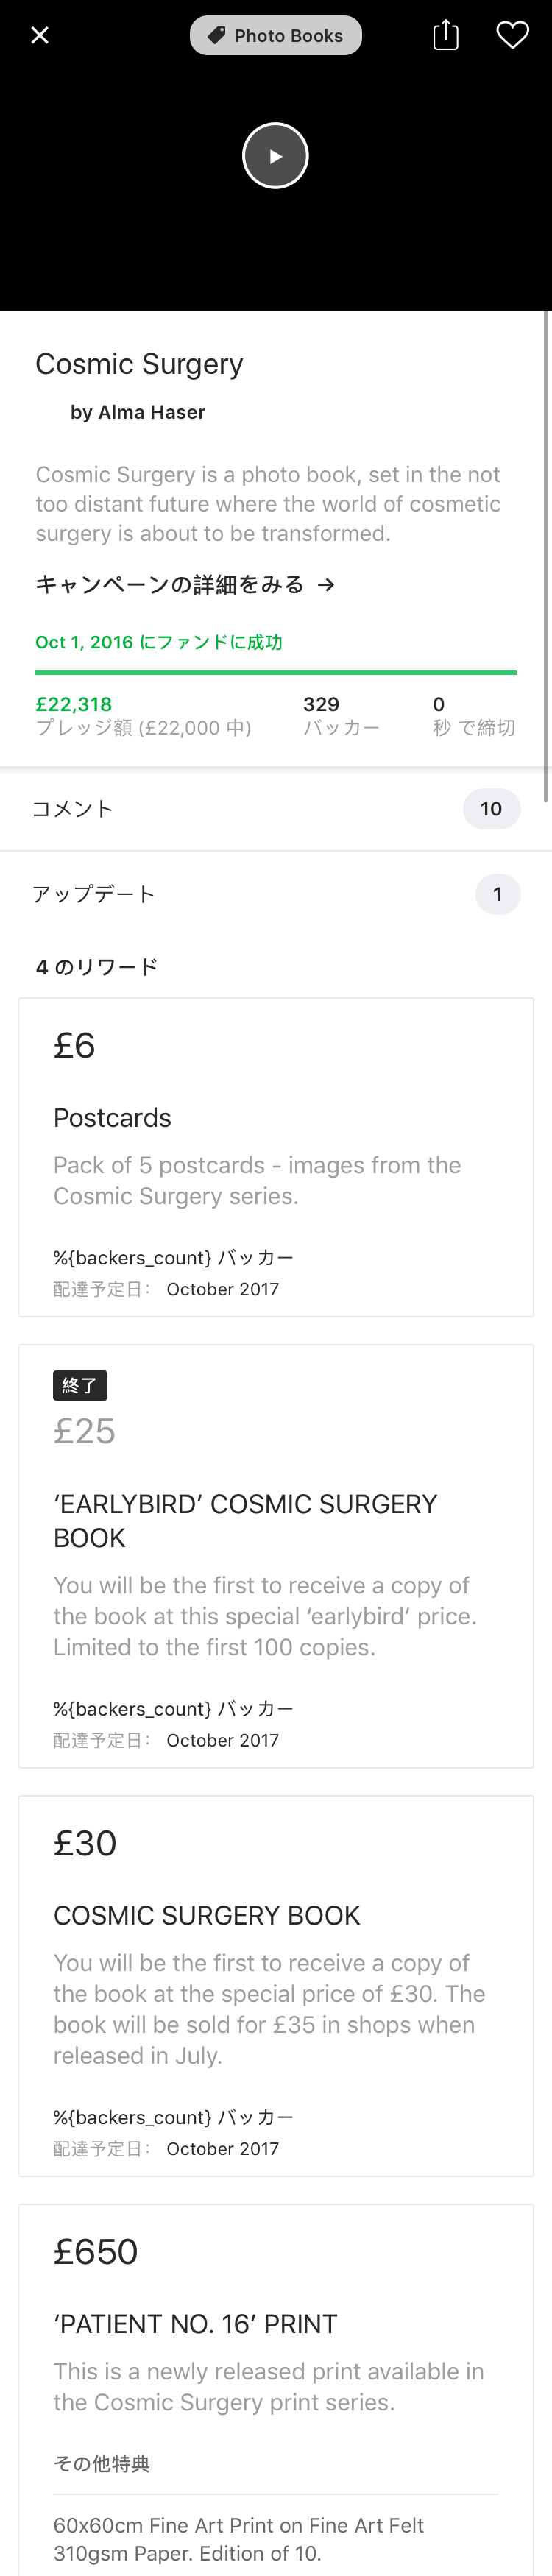 Photo Books
Cosmic Surgery
by Alma Haser
Cosmic Surgery is a photo book, set in the not
too distant future where the world of cosmetic
surgery is about to be transformed.
キャンペーンの詳細をみる →
Oct 1, 2016 にファンドに成功
£22,318
プレッジ額 (£22,000 中)
329
バッカー
0
秒 で締切
コメント
10
アップデート
1
4 のリワード
£6
Postcards
Pack of 5 postcards - images from the
Cosmic Surgery series.
%{backers_count} バッカー
配達予定日： October 2017
終了
£25
‘EARLYBIRD’ COSMIC SURGERY
BOOK
You will be the first to receive a copy of
the book at this special ‘earlybird’ price.
Limited to the first 100 copies.
%{backers_count} バッカー
配達予定日： October 2017
£30
COSMIC SURGERY BOOK
You will be the first to receive a copy of
the book at the special price of £30. The
book will be sold for £35 in shops when
released in July.
%{backers_count} バッカー
配達予定日： October 2017
£650
‘PATIENT NO. 16’ PRINT
This is a newly released print available in
the Cosmic Surgery print series.
その他特典
60x60cm Fine Art Print on Fine Art Felt
310gsm Paper. Edition of 10.